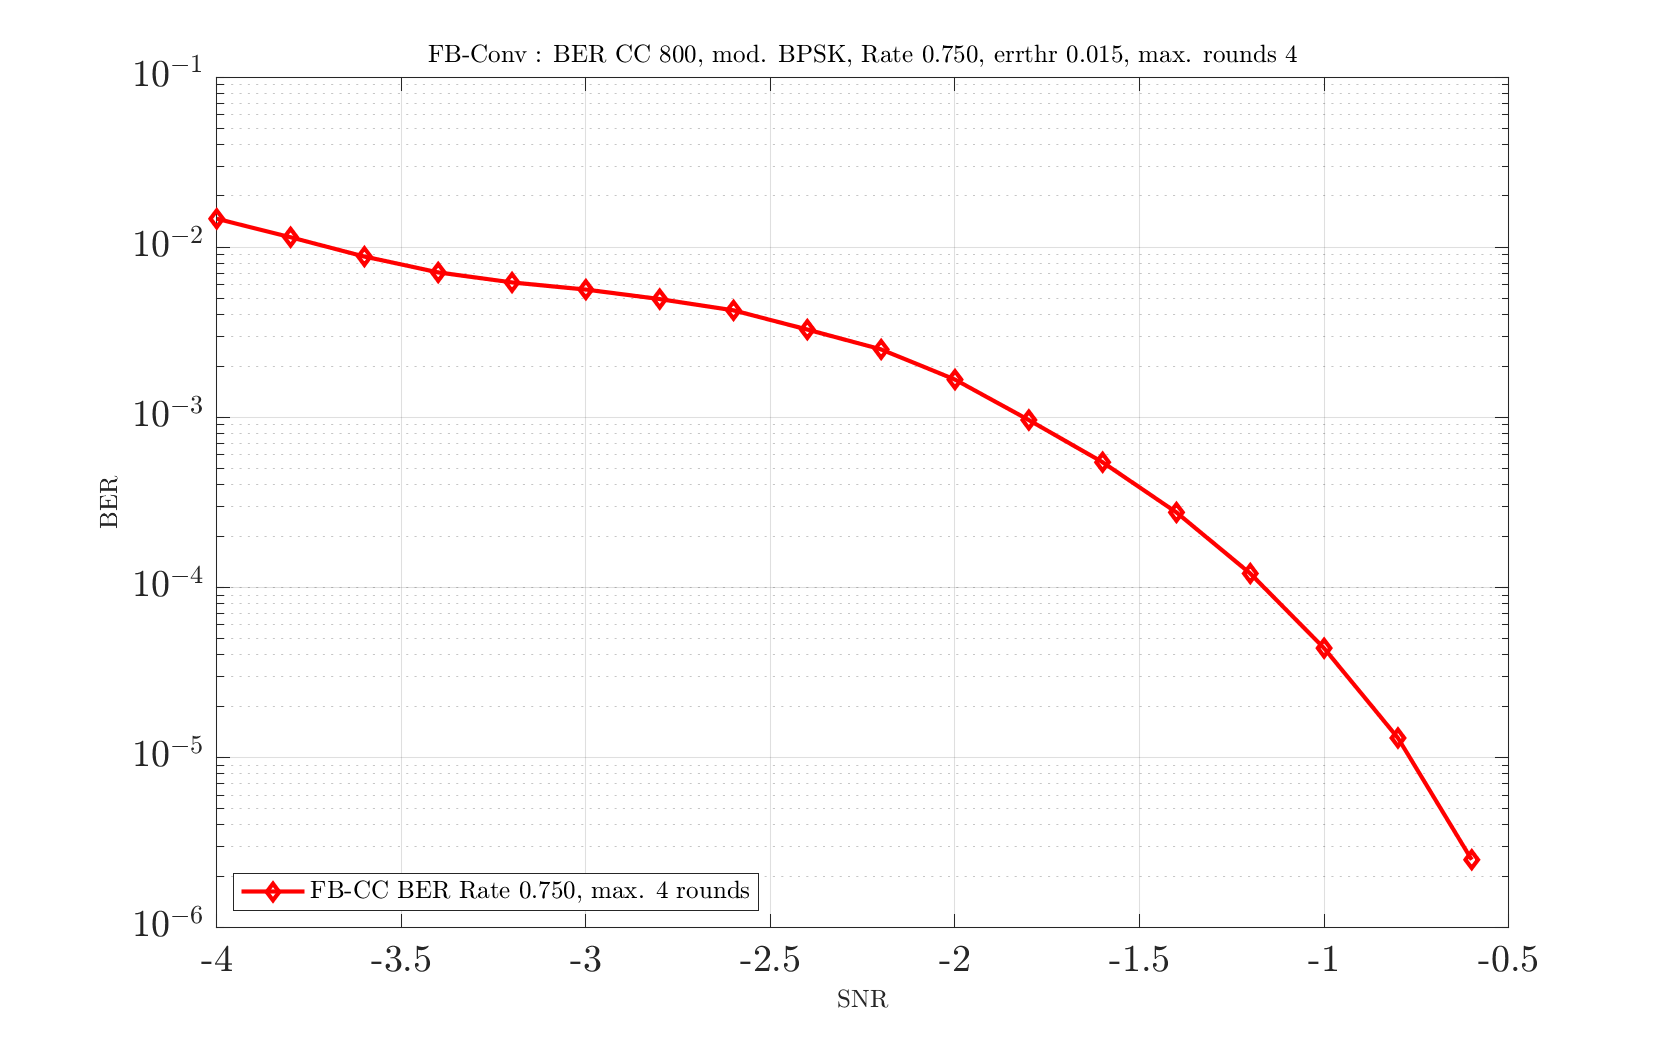 FB-Conv : BER CC 800, mod. BPSK, Rate 0.750, errthr 0.015, max. rounds 4
10^{-1}
10^{-2}
10^{-3}
10^{-4}
10^{-5}
10^{-6}
BER
FB-CC BER Rate 0.750, max. 4 rounds
-4 -3.5 -3 -2.5 -2 -1.5 -1 -0.5
SNR